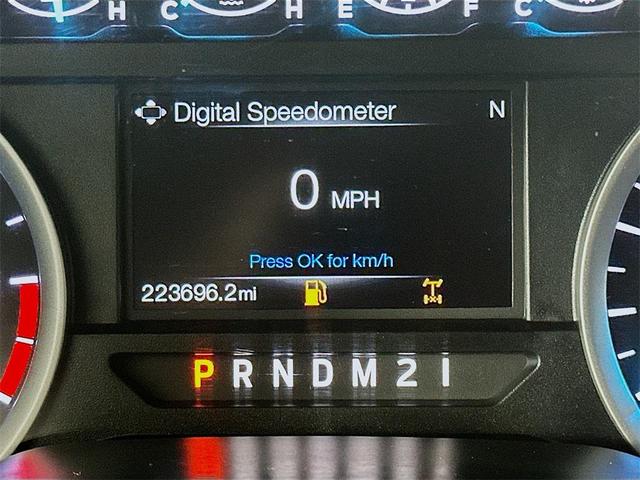 H C H E F C
Digital Speedometer N
0 MPH
Press OK for km/h
223696.2mi
P R N D M 2 1